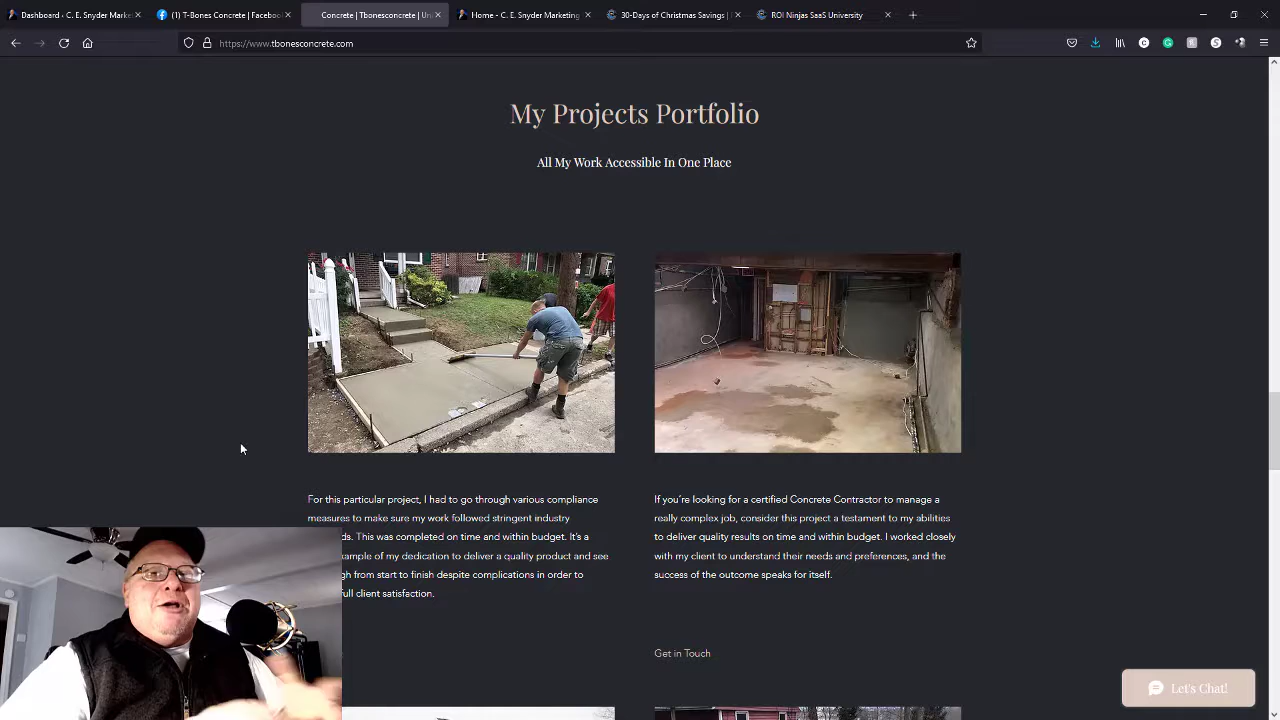 Dashboard - C. E. Snyder Mark
(1) T-Bones Concrete | Facebo
Concrete | Tbonesconcrete | Uni
Home - C. E. Snyder Marketing
30-Days of Christmas Savings |
ROI Ninjas SaaS University
https://www.tbonesconcrete.com
My Projects Portfolio
All My Work Accessible In One Place
For this particular project, I had to go through various compliance
measures to make sure my work followed stringent industry
ds. This was completed on time and within budget. It's a
xample of my dedication to deliver a quality product and see
gh from start to finish despite complications in order to
full client satisfaction.
If you're looking for a certified Concrete Contractor to manage a
really complex job, consider this project a testament to my abilities
to deliver quality results on time and within budget. I worked closely
with my client to understand their needs and preferences, and the
success of the outcome speaks for itself.
Get in Touch
Let's Chat!